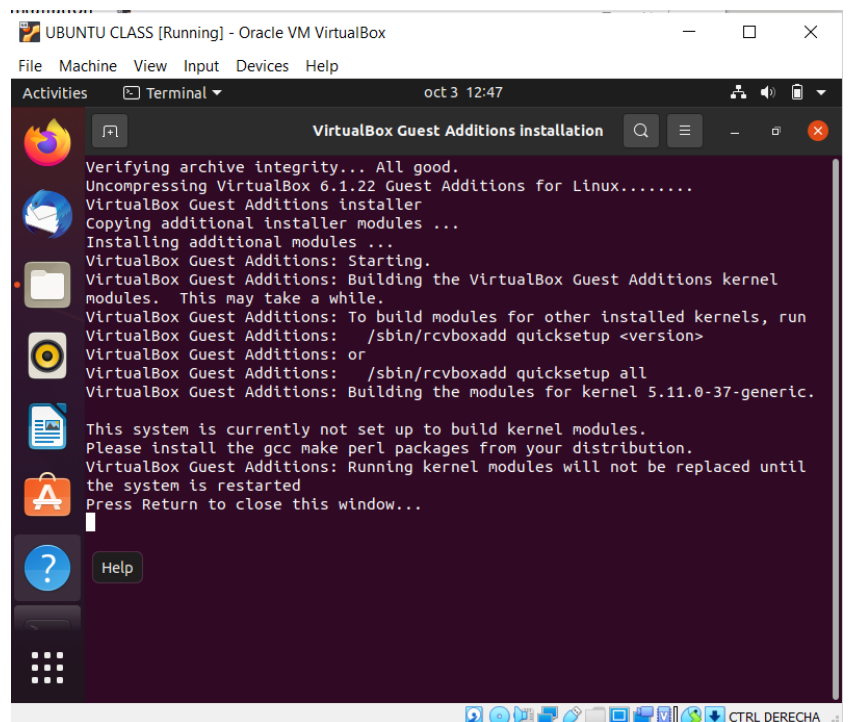 UBUNTU CLASS [Running] - Oracle VM VirtualBox
File Machine View Input Devices Help
Activities Terminal oct 3 12:47
VirtualBox Guest Additions installation
Verifying archive integrity... All good.
Uncompressing VirtualBox 6.1.22 Guest Additions for Linux........
VirtualBox Guest Additions installer
Copying additional installer modules ...
Installing additional modules ...
VirtualBox Guest Additions: Starting.
VirtualBox Guest Additions: Building the VirtualBox Guest Additions kernel
modules.  This may take a while.
VirtualBox Guest Additions: To build modules for other installed kernels, run
VirtualBox Guest Additions:   /sbin/rcvboxadd quicksetup <version>
VirtualBox Guest Additions: or
VirtualBox Guest Additions:   /sbin/rcvboxadd quicksetup all
VirtualBox Guest Additions: Building the modules for kernel 5.11.0-37-generic.
This system is currently not set up to build kernel modules.
Please install the gcc make perl packages from your distribution.
VirtualBox Guest Additions: Running kernel modules will not be replaced until
the system is restarted
Press Return to close this window...
Help
CTRL DERECHA